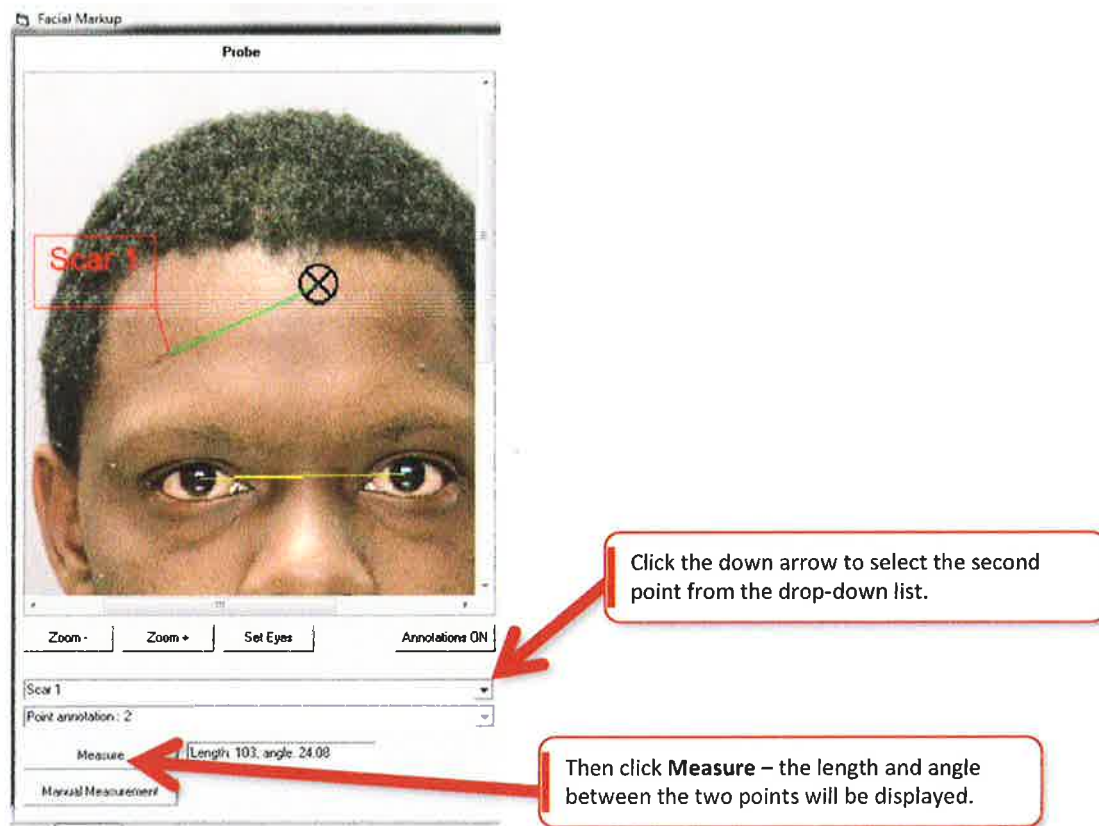 Facial Markup
Probe
Scar 1
Click the down arrow to select the second
point from the drop-down list.
Zoom -
Zoom +
Set Eyes
Annotations ON
Scar 1
Point annotation : 2
Measure
Length: 103, angle: 24.08
Then click Measure – the length and angle
between the two points will be displayed.
Manual Measurement